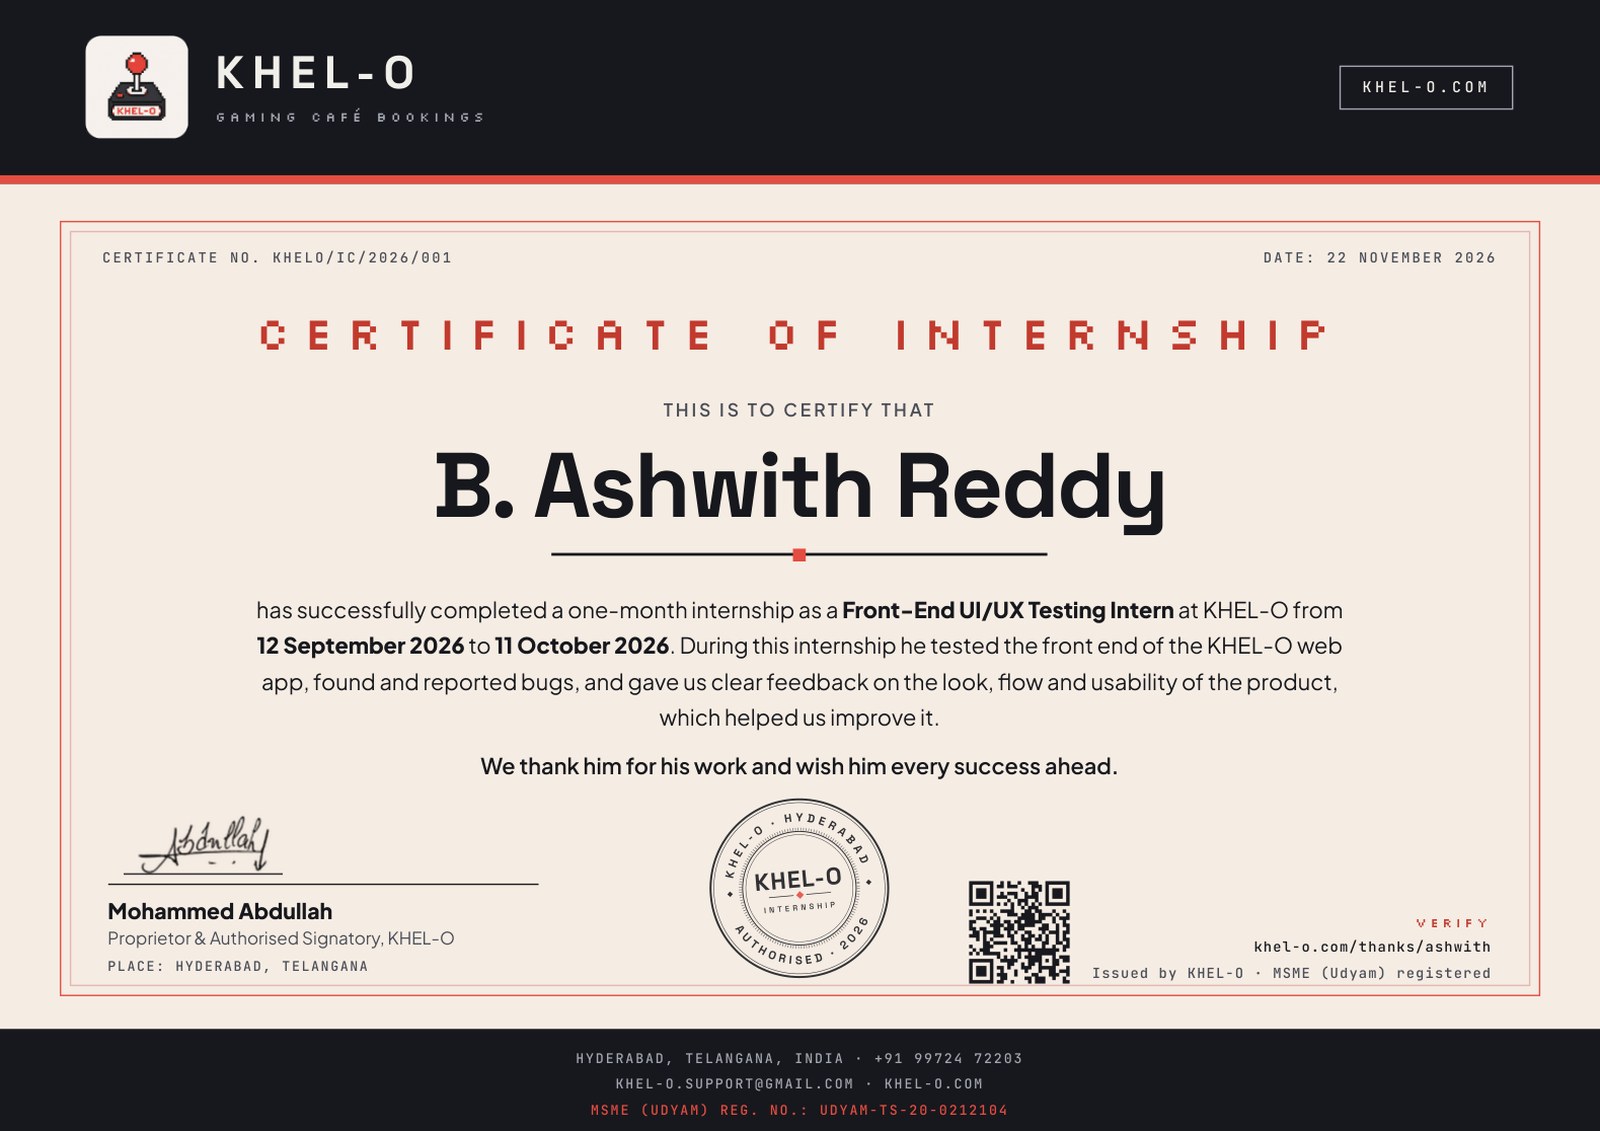 KHEL-O
KHEL-O
GAMING CAFÉ BOOKINGS
KHEL-O.COM
CERTIFICATE NO. KHELO/IC/2026/001
DATE: 22 NOVEMBER 2026
CERTIFICATE OF INTERNSHIP
THIS IS TO CERTIFY THAT
B. Ashwith Reddy
has successfully completed a one-month internship as a Front-End UI/UX Testing Intern at KHEL-O from
12 September 2026 to 11 October 2026. During this internship he tested the front end of the KHEL-O web
app, found and reported bugs, and gave us clear feedback on the look, flow and usability of the product,
which helped us improve it.
We thank him for his work and wish him every success ahead.
Abdullah
Mohammed Abdullah
Proprietor & Authorised Signatory, KHEL-O
PLACE: HYDERABAD, TELANGANA
KHEL-O · HYDERABAD
KHEL-O
INTERNSHIP
AUTHORISED · 2026
VERIFY
khel-o.com/thanks/ashwith
Issued by KHEL-O · MSME (Udyam) registered
HYDERABAD, TELANGANA, INDIA · +91 99724 72203
KHEL-O.SUPPORT@GMAIL.COM · KHEL-O.COM
MSME (UDYAM) REG. NO.: UDYAM-TS-20-0212104